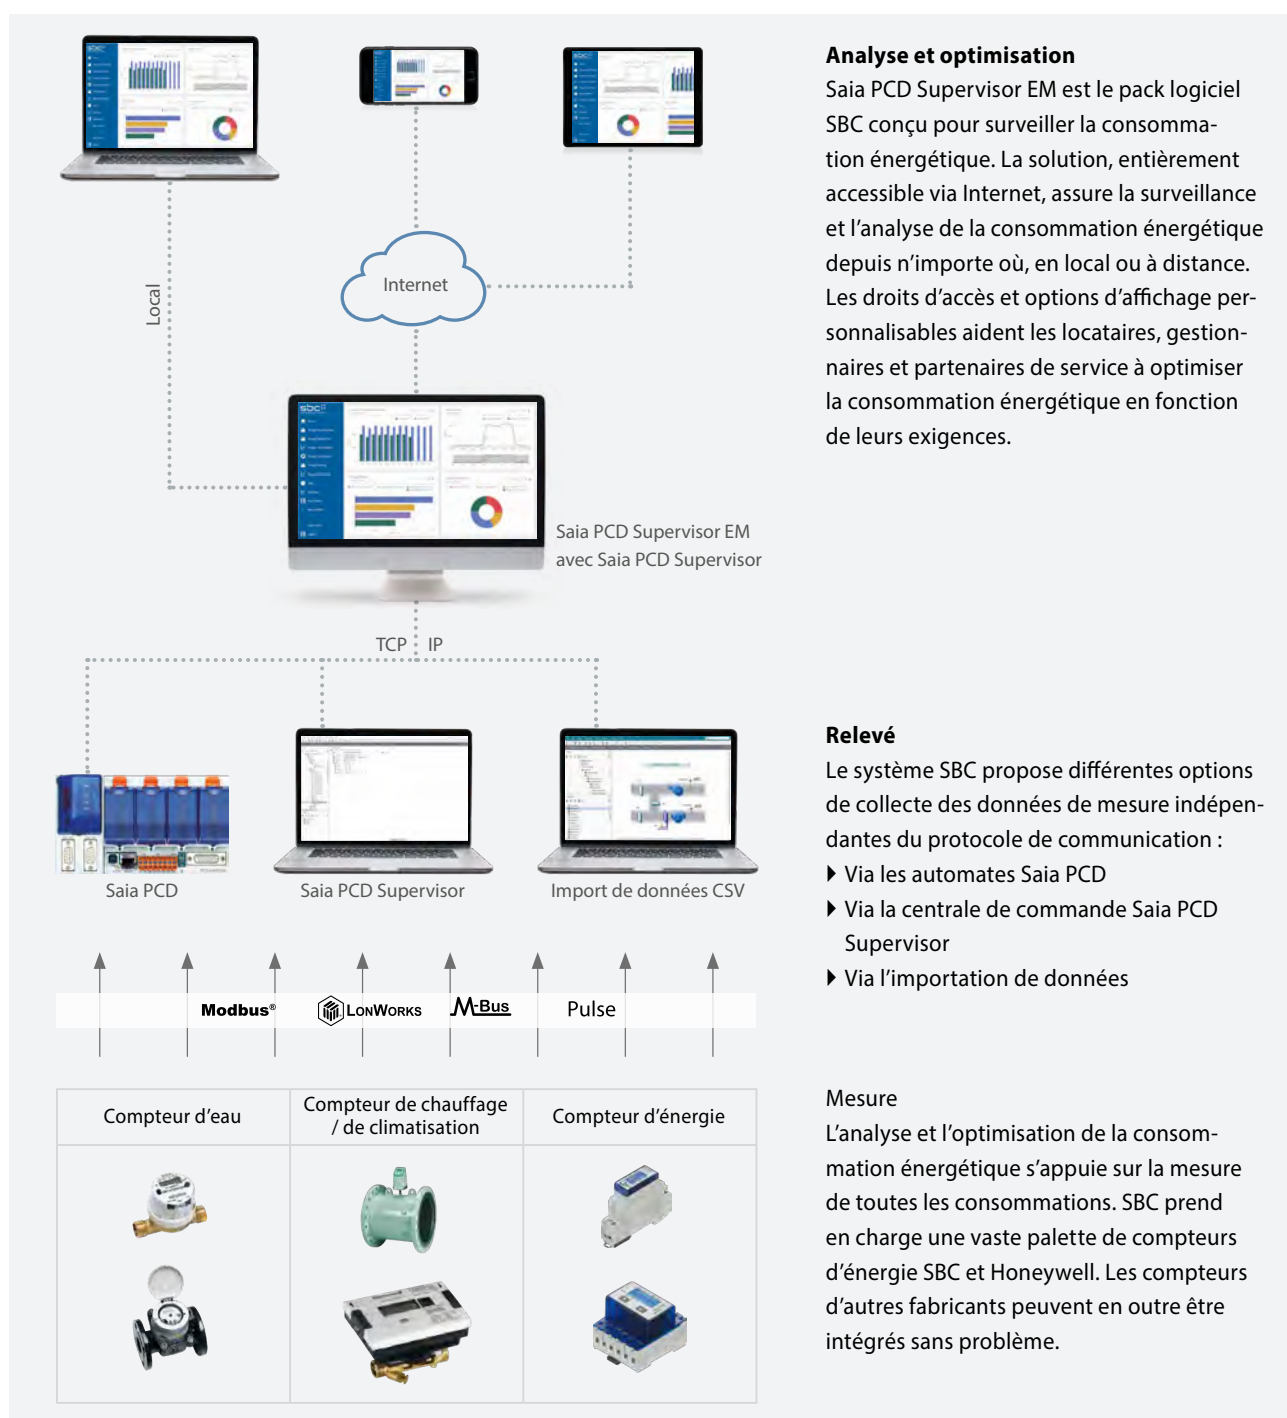 Analyse et optimisation
Saia PCD Supervisor EM est le pack logiciel
SBC conçu pour surveiller la consomma-
tion énergétique. La solution, entièrement
accessible via Internet, assure la surveillance
et l’analyse de la consommation énergétique
depuis n’importe où, en local ou à distance.
Les droits d’accès et options d’affichage per-
sonnalisables aident les locataires, gestion-
naires et partenaires de service à optimiser
la consommation énergétique en fonction
de leurs exigences.
Internet
Local
sbc
Saia PCD Supervisor EM
avec Saia PCD Supervisor
TCP IP
Saia PCD
Saia PCD Supervisor
Import de données CSV
Relevé
Le système SBC propose différentes options
de collecte des données de mesure indépen-
dantes du protocole de communication :
Via les automates Saia PCD
Via la centrale de commande Saia PCD
Supervisor
Via l’importation de données
Modbus®
LONWORKS
M-Bus
Pulse
Compteur d’eau
Compteur de chauffage
/ de climatisation
Compteur d’énergie
Mesure
L’analyse et l’optimisation de la consom-
mation énergétique s’appuie sur la mesure
de toutes les consommations. SBC prend
en charge une vaste palette de compteurs
d’énergie SBC et Honeywell. Les compteurs
d’autres fabricants peuvent en outre être
intégrés sans problème.